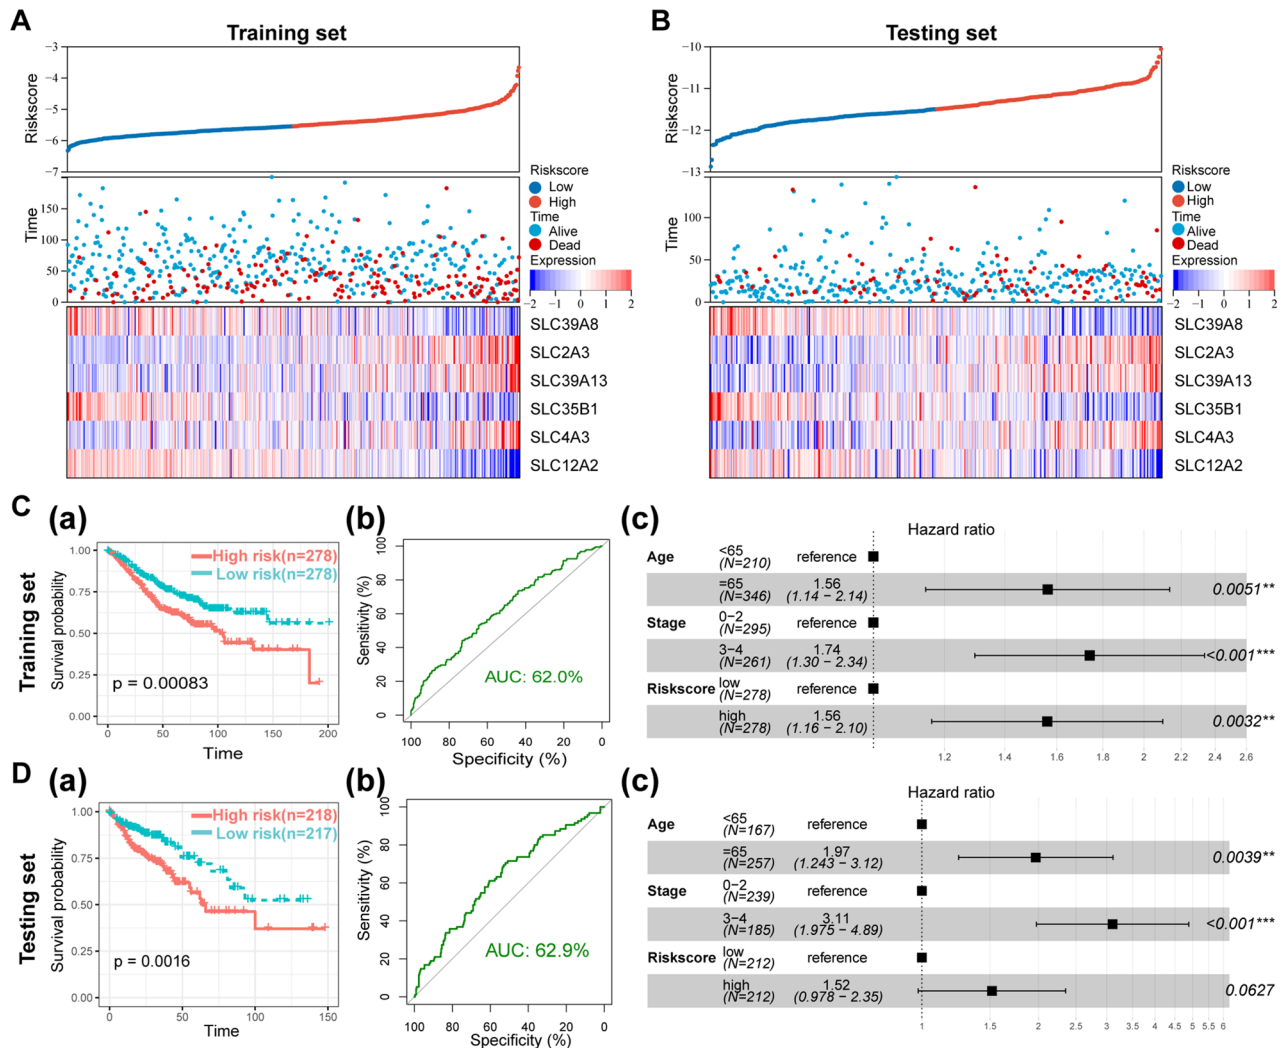 A
Training set
Riskscore
−3
−4
−5
−6
−7
Time
150
100
50
0
Riskscore
Low
High
Time
Alive
Dead
Expression
−2 −1 0 1 2
SLC39A8
SLC2A3
SLC39A13
SLC35B1
SLC4A3
SLC12A2
B
Testing set
Riskscore
−10
−11
−12
−13
Time
100
50
0
Riskscore
Low
High
Time
Alive
Dead
Expression
−2 −1 0 1 2
SLC39A8
SLC2A3
SLC39A13
SLC35B1
SLC4A3
SLC12A2
C
Training set
(a)
Survival probability
1.00
0.75
0.50
0.25
0.00
High risk(n=278)
Low risk(n=278)
p = 0.00083
0 50 100 150 200
Time
(b)
Sensitivity (%)
100
80
60
40
20
0
AUC: 62.0%
100 80 60 40 20 0
Specificity (%)
(c)
Hazard ratio
Age <65 (N=210) reference
=65 (N=346) 1.56 (1.14 − 2.14) 0.0051**
Stage 0−2 (N=295) reference
3−4 (N=261) 1.74 (1.30 − 2.34) <0.001***
Riskscore low (N=278) reference
high (N=278) 1.56 (1.16 − 2.10) 0.0032**
1.2 1.4 1.6 1.8 2 2.2 2.4 2.6
D
Testing set
(a)
Survival probability
1.00
0.75
0.50
0.25
0.00
High risk(n=218)
Low risk(n=217)
p = 0.0016
0 50 100 150
Time
(b)
Sensitivity (%)
100
80
60
40
20
0
AUC: 62.9%
100 80 60 40 20 0
Specificity (%)
(c)
Hazard ratio
Age <65 (N=167) reference
=65 (N=257) 1.97 (1.243 − 3.12) 0.0039**
Stage 0−2 (N=239) reference
3−4 (N=185) 3.11 (1.975 − 4.89) <0.001***
Riskscore low (N=212) reference
high (N=212) 1.52 (0.978 − 2.35) 0.0627
1 1.5 2 2.5 3 3.5 4 4.5 5 5.5 6